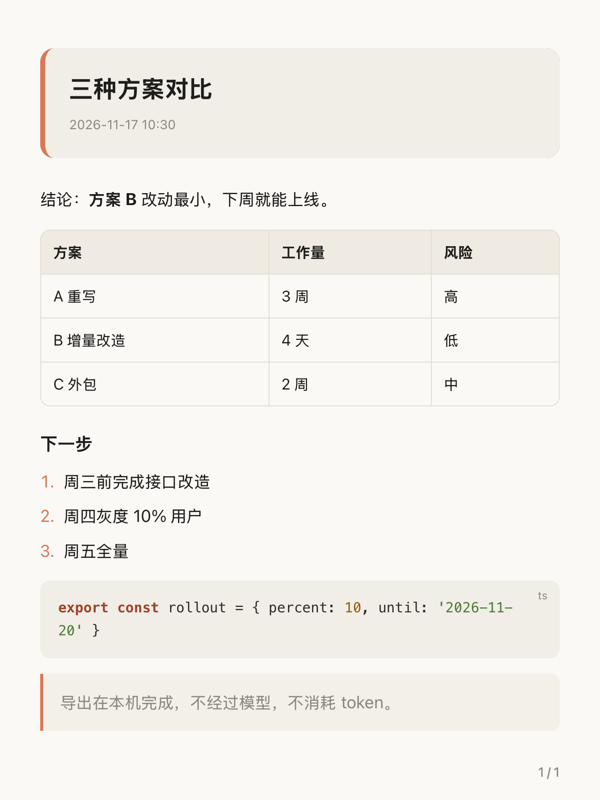 三种方案对比
2026-11-17 10:30
结论：方案 B 改动最小，下周就能上线。
方案 工作量 风险
A 重写 3 周 高
B 增量改造 4 天 低
C 外包 2 周 中
下一步
1. 周三前完成接口改造
2. 周四灰度 10% 用户
3. 周五全量
ts
export const rollout = { percent: 10, until: '2026-11-
20' }
导出在本机完成，不经过模型，不消耗 token。
1 / 1